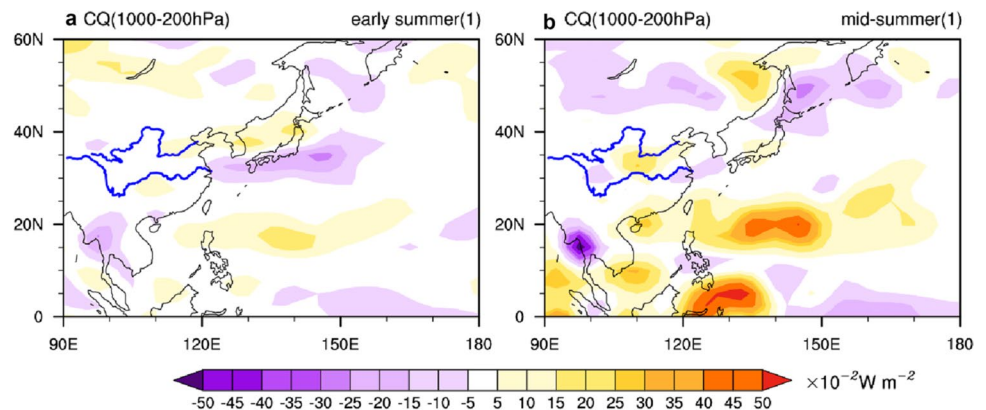 a CQ(1000-200hPa) early summer(1)
60N
40N
20N
0
90E 120E 150E 180
b CQ(1000-200hPa) mid-summer(1)
60N
40N
20N
0
90E 120E 150E 180
-50 -45 -40 -35 -30 -25 -20 -15 -10 -5 5 10 15 20 25 30 35 40 45 50
×10⁻²W m⁻²